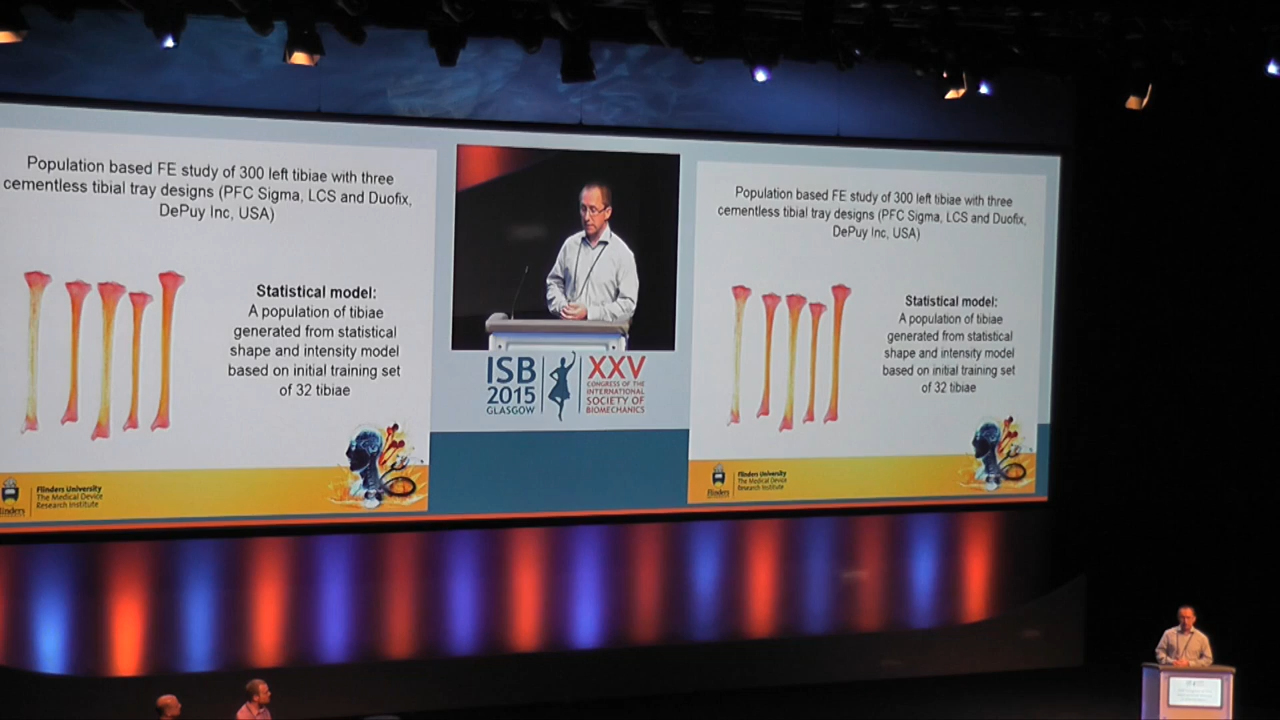 Population based FE study of 300 left tibiae with three
cementless tibial tray designs (PFC Sigma, LCS and Duofix,
DePuy Inc, USA)
Statistical model:
A population of tibiae
generated from statistical
shape and intensity model
based on initial training set
of 32 tibiae
Flinders University
The Medical Device
Research Institute
ISB
2015
GLASGOW
XXV
CONGRESS OF THE
INTERNATIONAL
SOCIETY OF
BIOMECHANICS
Population based FE study of 300 left tibiae with three
cementless tibial tray designs (PFC Sigma, LCS and Duofix,
DePuy Inc, USA)
Statistical model:
A population of tibiae
generated from statistical
shape and intensity model
based on initial training set
of 32 tibiae
Flinders
Flinders University
The Medical Device
Research Institute